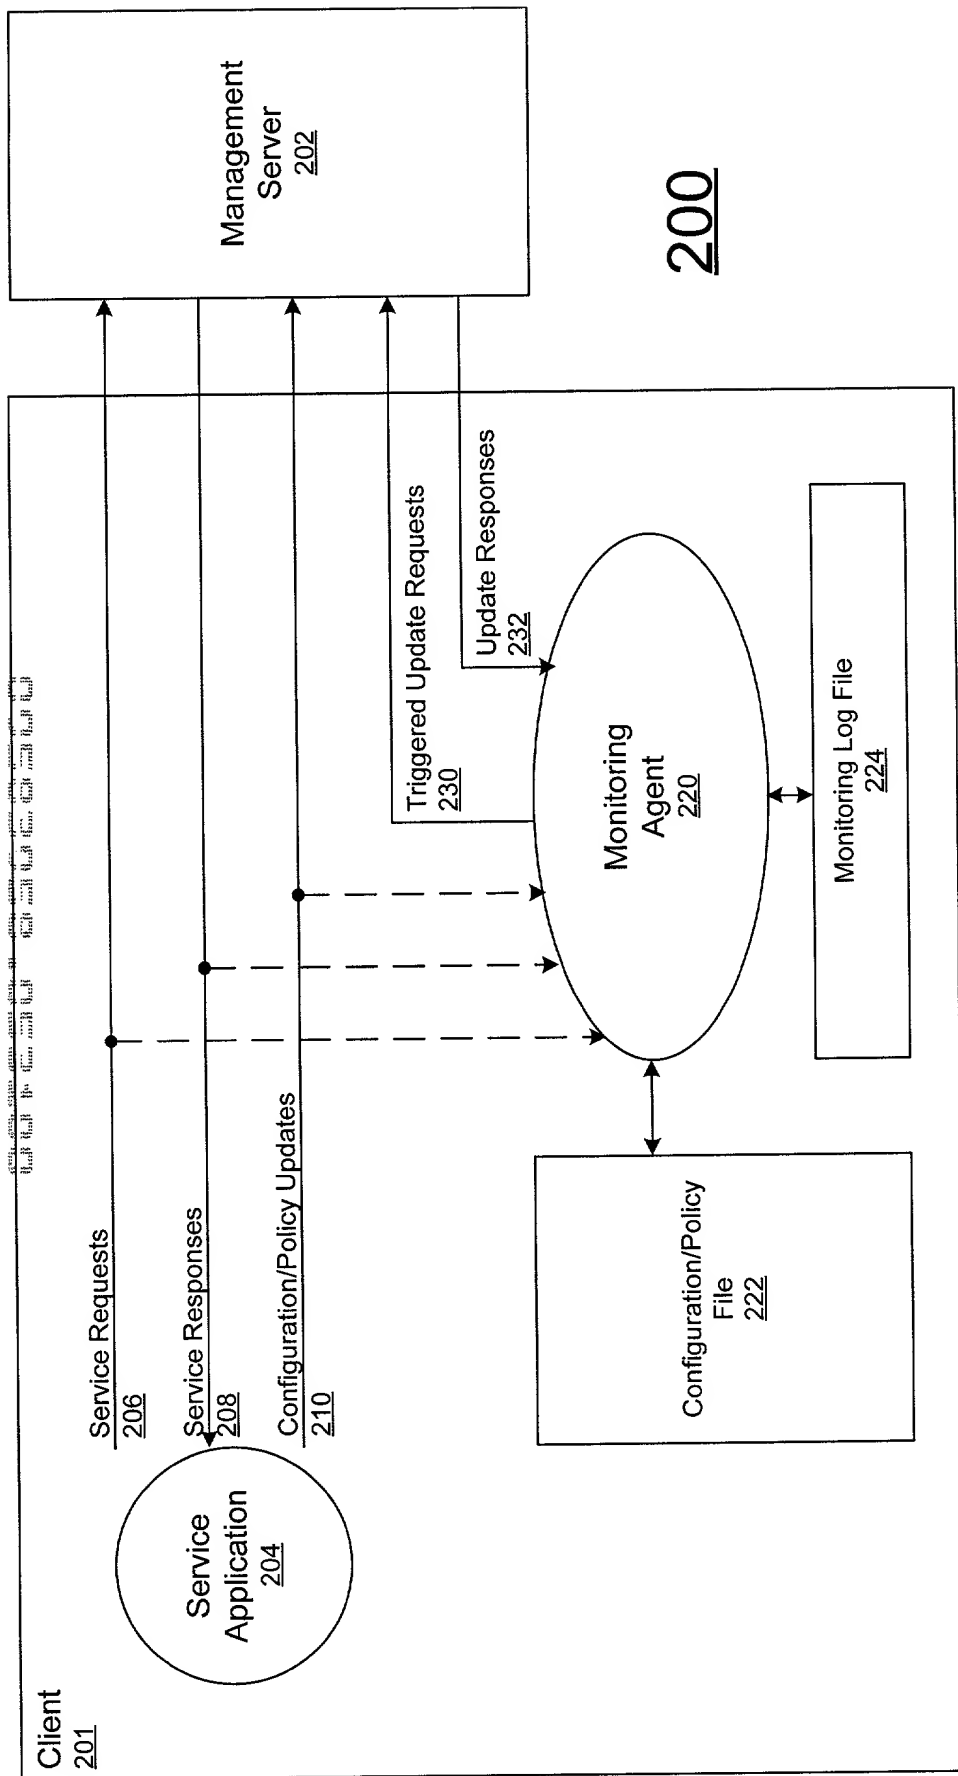 Client
201
Service
Application
204
Service Requests
206
Service Responses
208
Configuration/Policy Updates
210
Management
Server
202
Triggered Update Requests
230
Update Responses
232
Monitoring
Agent
220
Configuration/Policy
File
222
Monitoring Log File
224
200